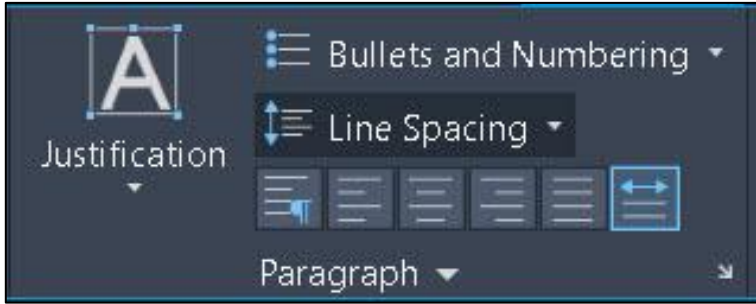 Bullets and Numbering
Line Spacing
Justification
Paragraph